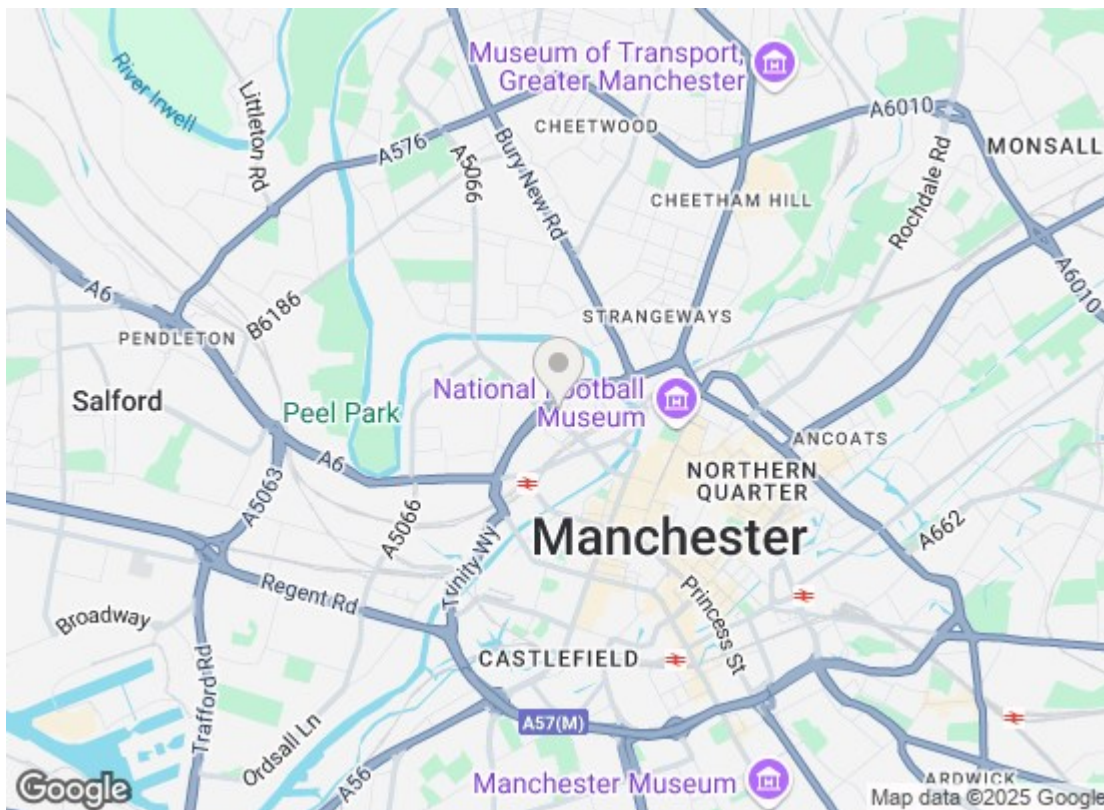 Museum of Transport,
Greater Manchester
River Irwell
Littleton Rd
CHEETWOOD
A6010
A576
A5066
Bury New Rd
MONSALL
CHEETHAM HILL
Rochdale Rd
A6
B6186
A6010
STRANGEWAYS
PENDLETON
Salford
Peel Park
National Football
Museum
ANCOATS
A6
NORTHERN
QUARTER
A5063
A5066
A662
Manchester
Trinity Wy
Regent Rd
Princess St
Broadway
CASTLEFIELD
Trafford Rd
Ordsall Ln
A57(M)
A56
Manchester Museum
ARDWICK
Google
Map data ©2025 Google